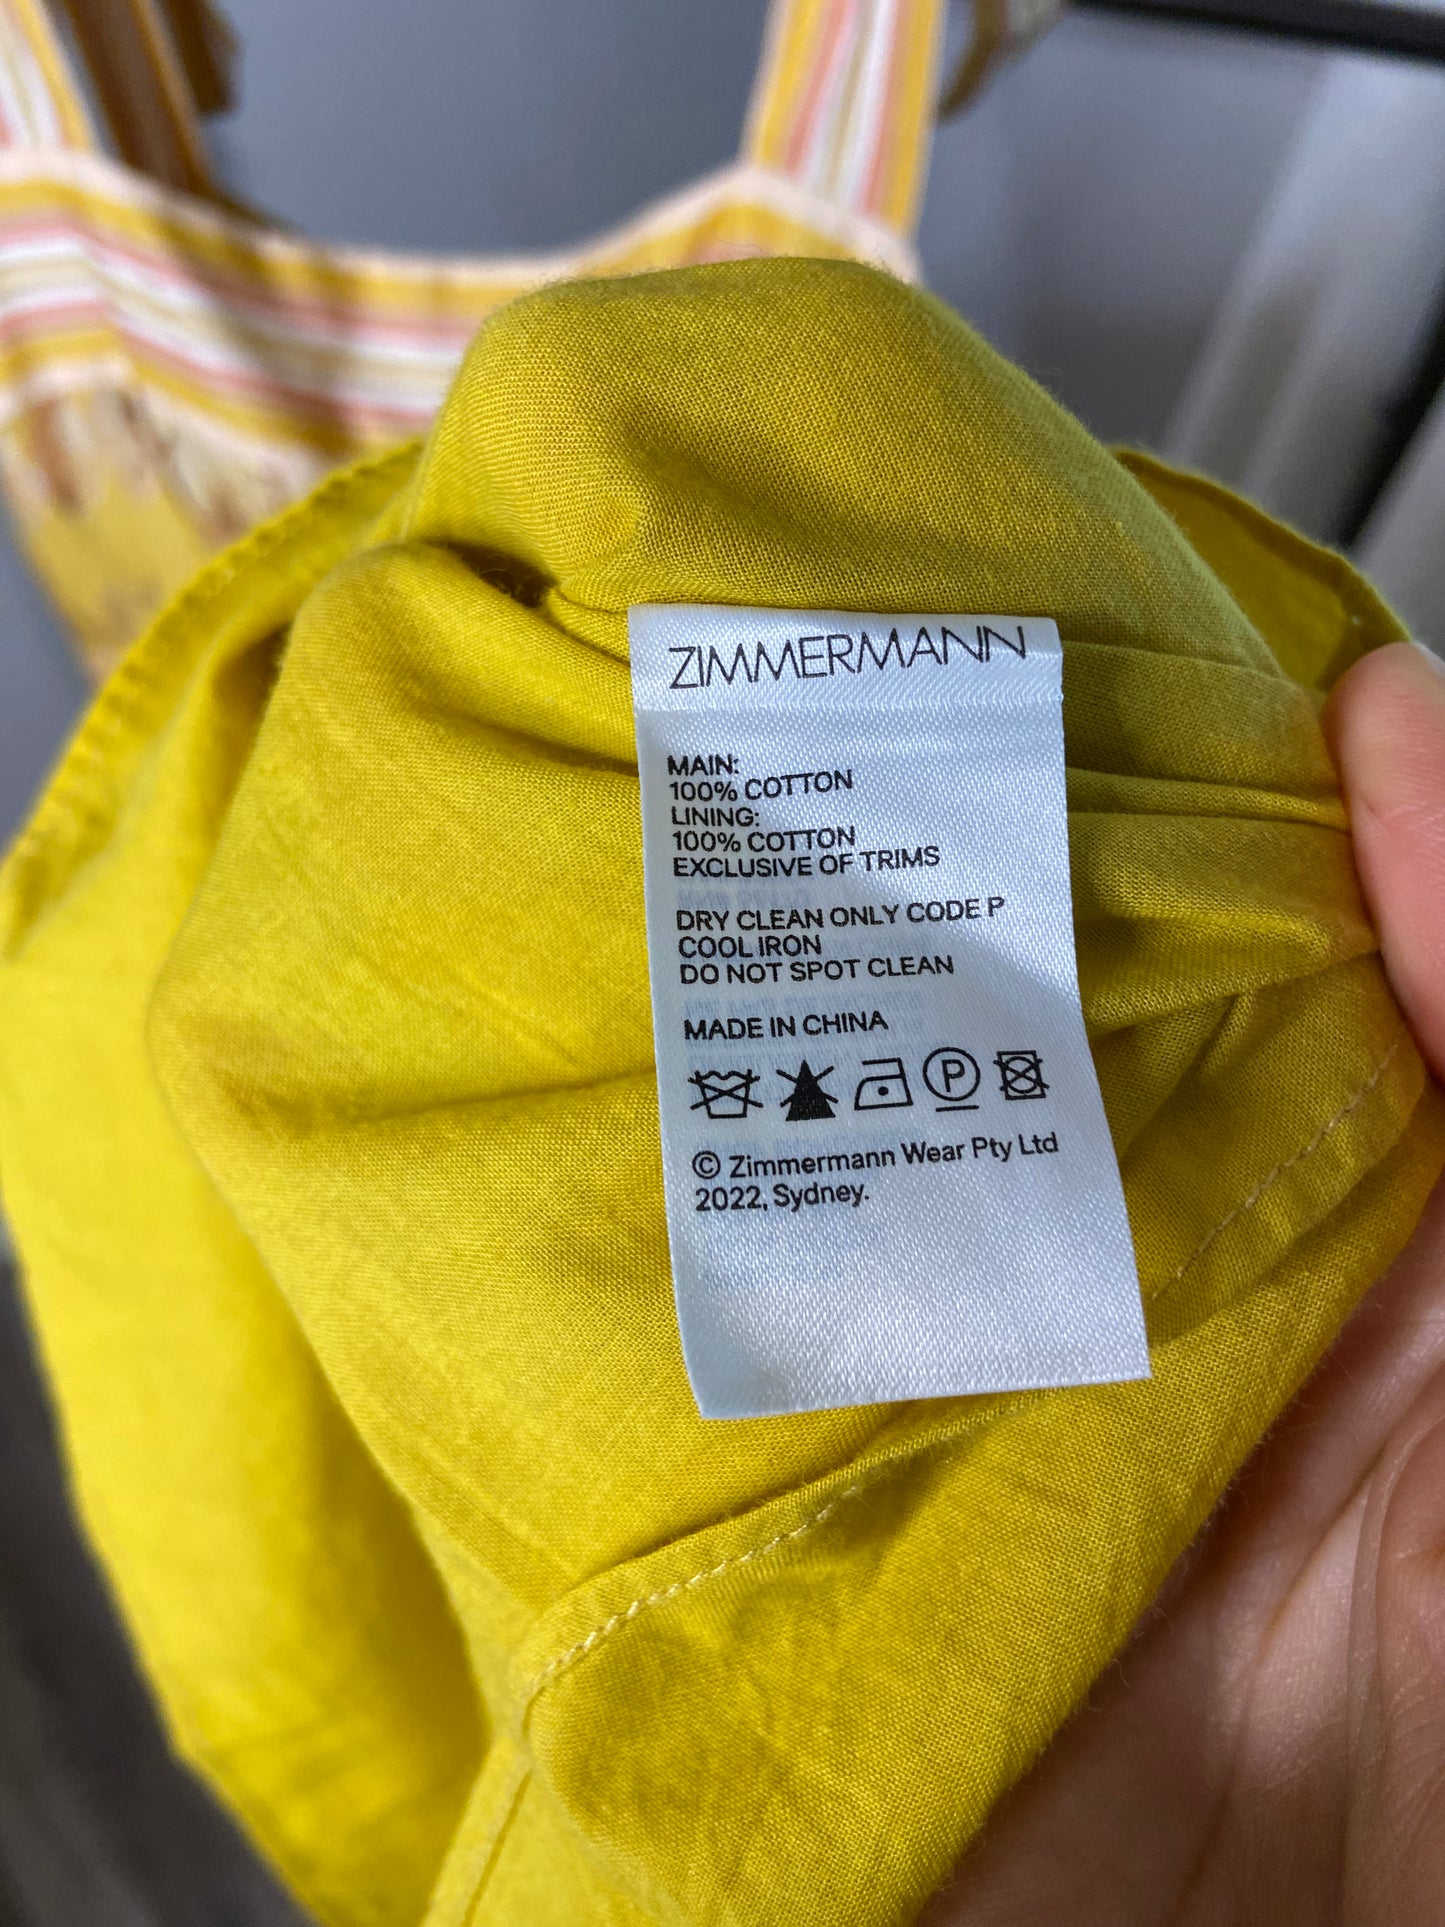 ZIMMERMANN
MAIN:
100% COTTON
LINING:
100% COTTON
EXCLUSIVE OF TRIMS
DRY CLEAN ONLY CODE P
COOL IRON
DO NOT SPOT CLEAN
MADE IN CHINA
P
© Zimmermann Wear Pty Ltd
2022, Sydney.